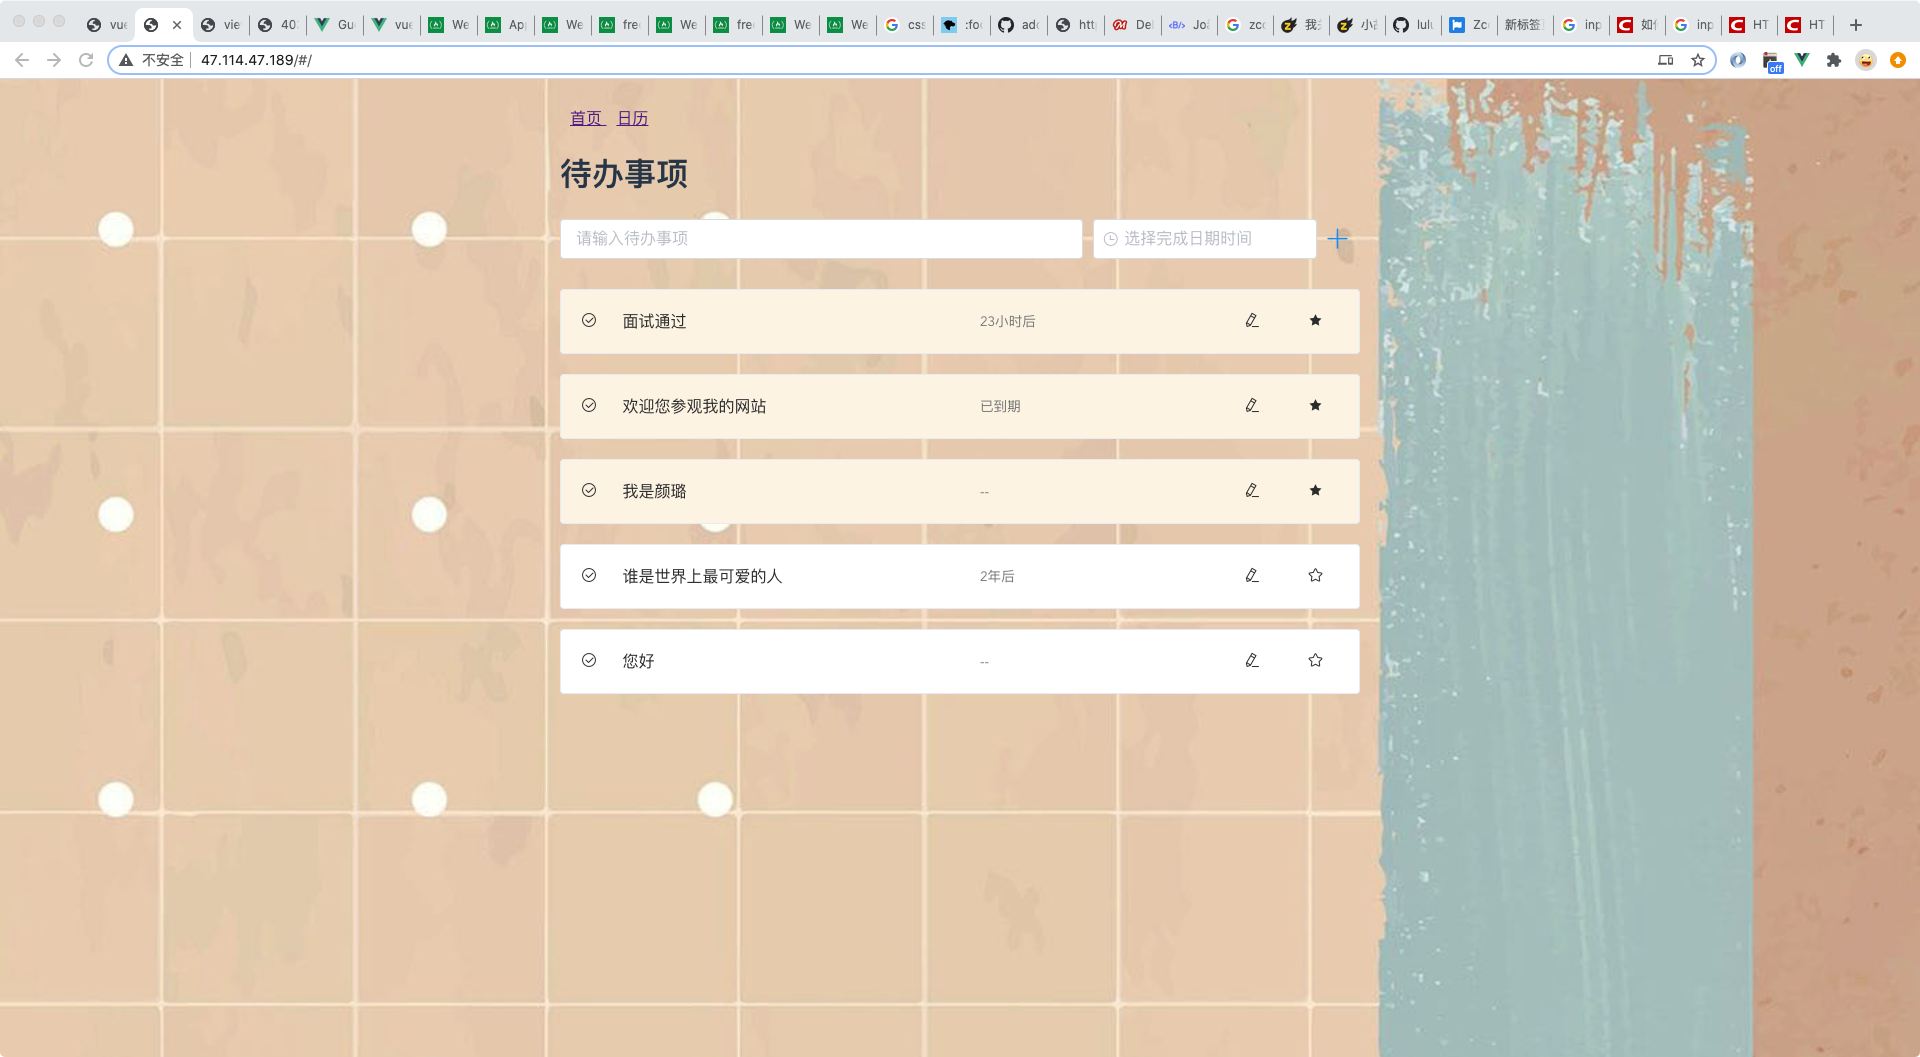 vue vie 40 Gu vue We Ap We fre We fre We We css :fo ad htt De Joa zco 我 小 lulu Zc 新标签 inp 如 inp HT HT
不安全 47.114.47.189/#/ off
首页 日历
待办事项
请输入待办事项 选择完成日期时间
面试通过 23小时后
欢迎您参观我的网站 已到期
我是颜璐 --
谁是世界上最可爱的人 2年后
您好 --